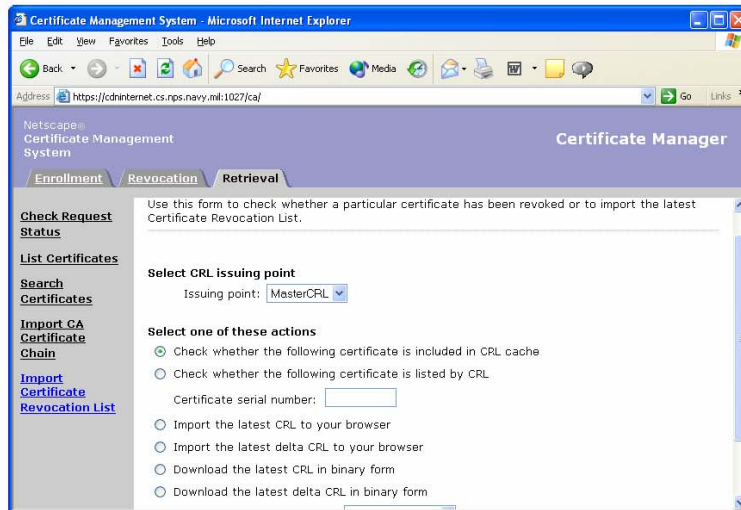 Certificate Management System - Microsoft Internet Explorer
File Edit View Favorites Tools Help
Back Search Favorites Media
Address https://cdninternet.cs.nps.navy.mil:1027/ca/ Go Links
Netscape®
Certificate Management
System
Certificate Manager
Enrollment Revocation Retrieval
Check Request
Status
List Certificates
Search
Certificates
Import CA
Certificate
Chain
Import
Certificate
Revocation List
Use this form to check whether a particular certificate has been revoked or to import the latest
Certificate Revocation List.
Select CRL issuing point
Issuing point: MasterCRL
Select one of these actions
Check whether the following certificate is included in CRL cache
Check whether the following certificate is listed by CRL
Certificate serial number:
Import the latest CRL to your browser
Import the latest delta CRL to your browser
Download the latest CRL in binary form
Download the latest delta CRL in binary form